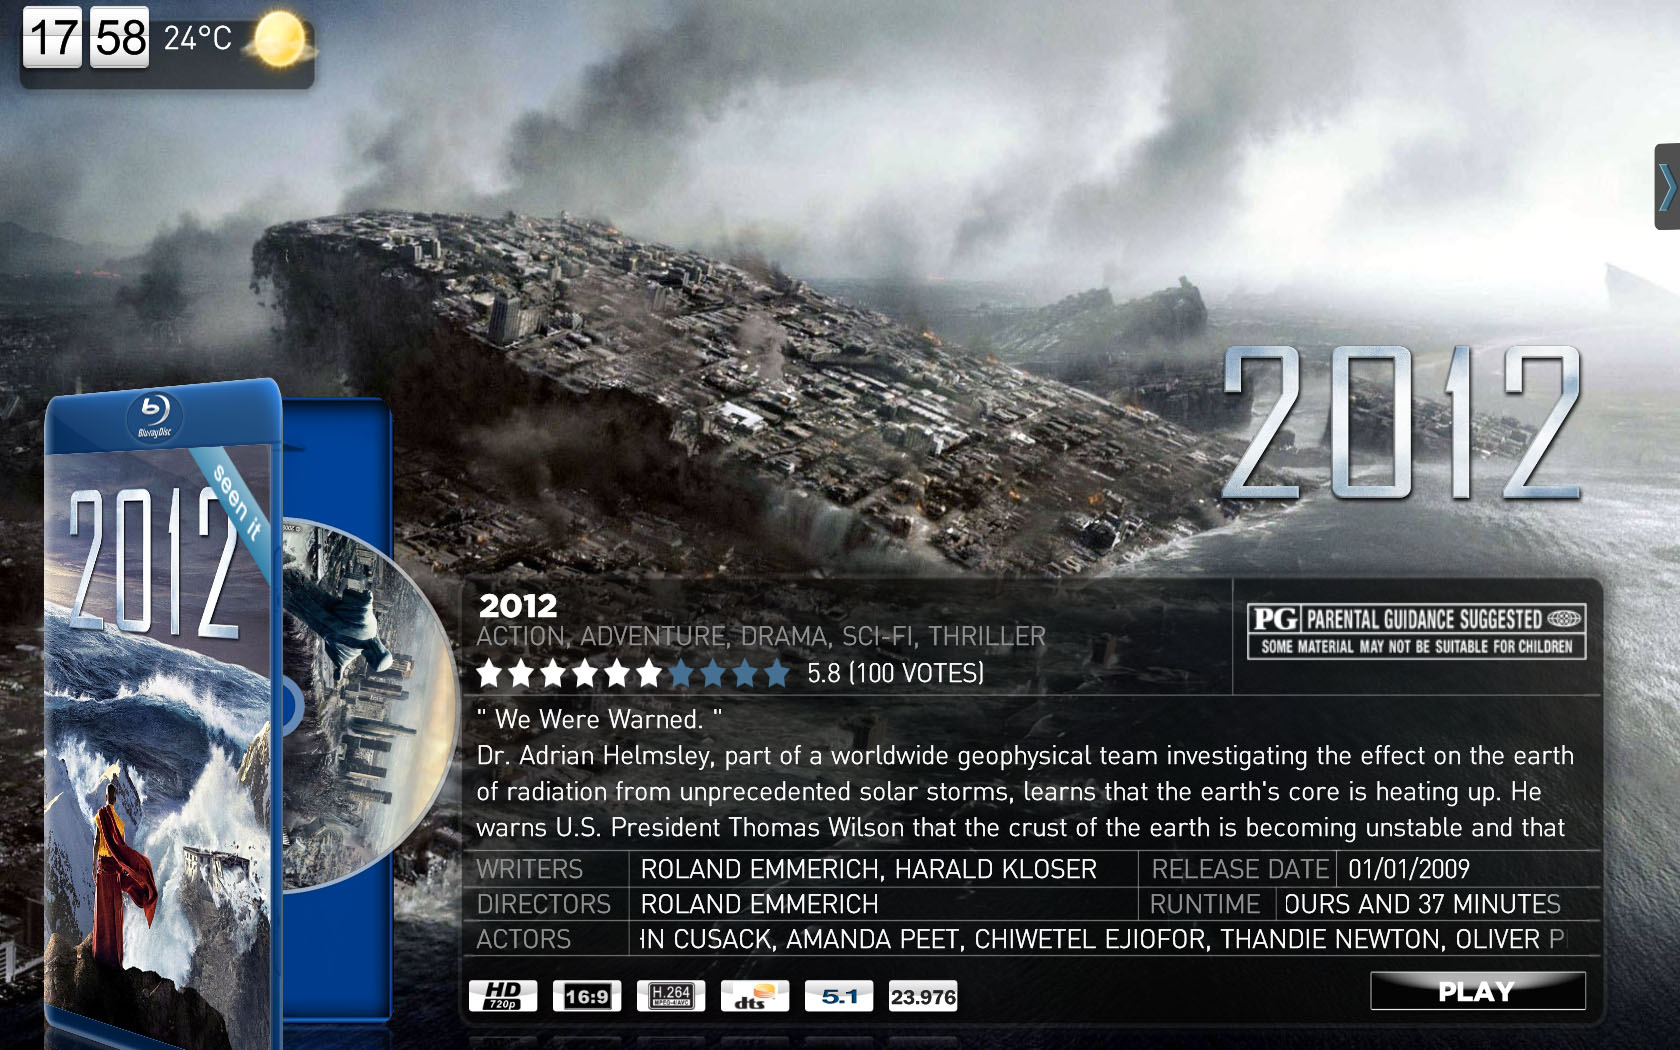 17 58 24°C
2012
Blu-ray Disc
seen it
2012
2012
ACTION, ADVENTURE, DRAMA, SCI-FI, THRILLER
5.8 (100 VOTES)
PG PARENTAL GUIDANCE SUGGESTED
SOME MATERIAL MAY NOT BE SUITABLE FOR CHILDREN
" We Were Warned. "
Dr. Adrian Helmsley, part of a worldwide geophysical team investigating the effect on the earth
of radiation from unprecedented solar storms, learns that the earth's core is heating up. He
warns U.S. President Thomas Wilson that the crust of the earth is becoming unstable and that
WRITERS ROLAND EMMERICH, HARALD KLOSER RELEASE DATE 01/01/2009
DIRECTORS ROLAND EMMERICH RUNTIME OURS AND 37 MINUTES
ACTORS HN CUSACK, AMANDA PEET, CHIWETEL EJIOFOR, THANDIE NEWTON, OLIVER P
HD 720p 16:9 H.264 MPEG-4/AVC dts 5.1 23.976
PLAY